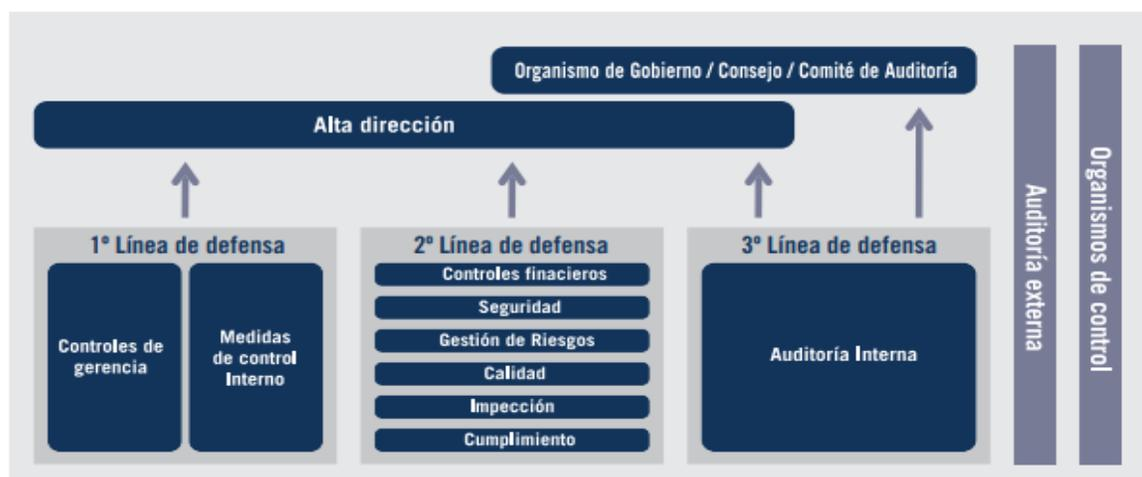 Organismo de Gobierno / Consejo / Comité de Auditoría
Alta dirección
1º Línea de defensa
Controles de
gerencia
Medidas
de control
Interno
2º Línea de defensa
Controles finacieros
Seguridad
Gestión de Riesgos
Calidad
Impección
Cumplimiento
3º Línea de defensa
Auditoría Interna
Auditoría externa
Organismos de control